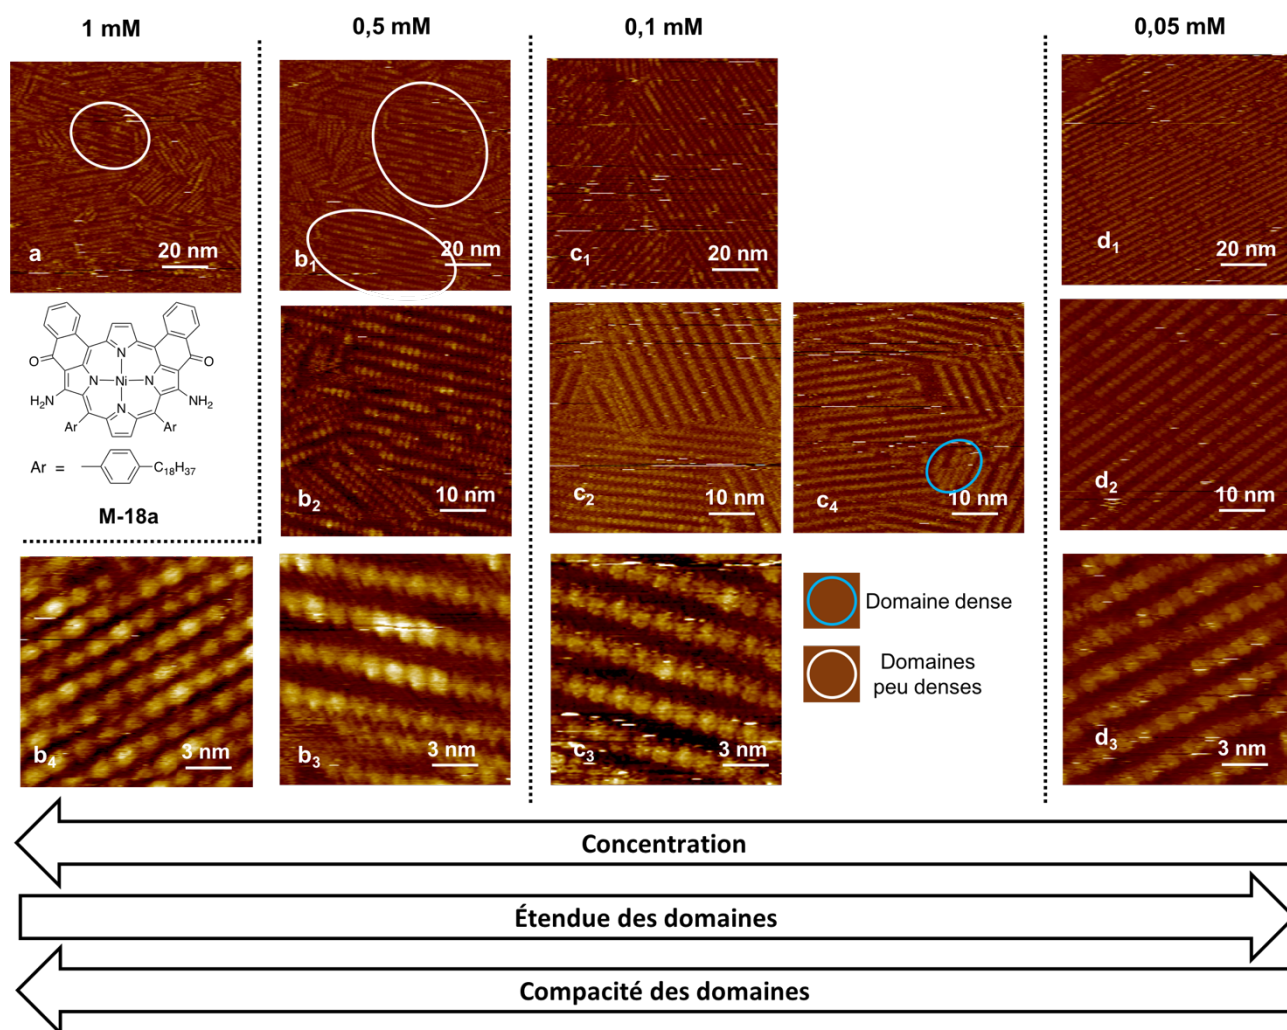 1 mM
0,5 mM
0,1 mM
0,05 mM
a
20 nm
b1
20 nm
c1
20 nm
d1
20 nm
O
N
N
Ni
N
N
O
H2N
NH2
Ar
Ar
Ar =
C18H37
M-18a
b2
10 nm
c2
10 nm
c4
10 nm
d2
10 nm
b4
3 nm
b3
3 nm
c3
3 nm
Domaine dense
Domaines
peu denses
d3
3 nm
Concentration
Étendue des domaines
Compacité des domaines